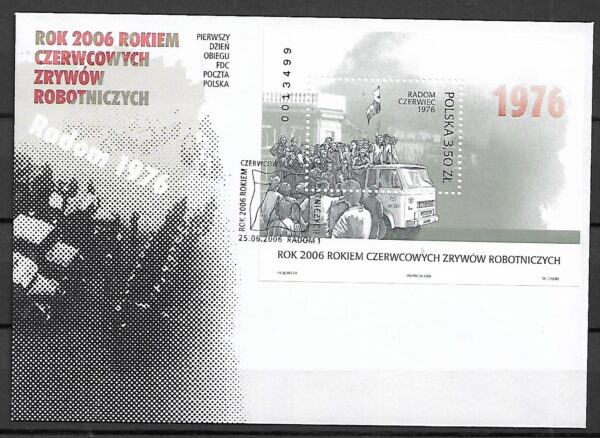 ROK 2006 ROKIEM
CZERWCOWYCH
ZRYWÓW
ROBOTNICZYCH
PIERWSZY
DZIEŃ
OBIEGU
FDC
POCZTA
POLSKA
Radom 1976
0013499
RADOM
CZERWIEC
1976
POLSKA 3,50 ZŁ
1976
ROK 2006 ROKIEM CZERWCOWYCH
25.06.2006 RADOM 1
ROK 2006 ROKIEM CZERWCOWYCH ZRYWÓW ROBOTNICZYCH